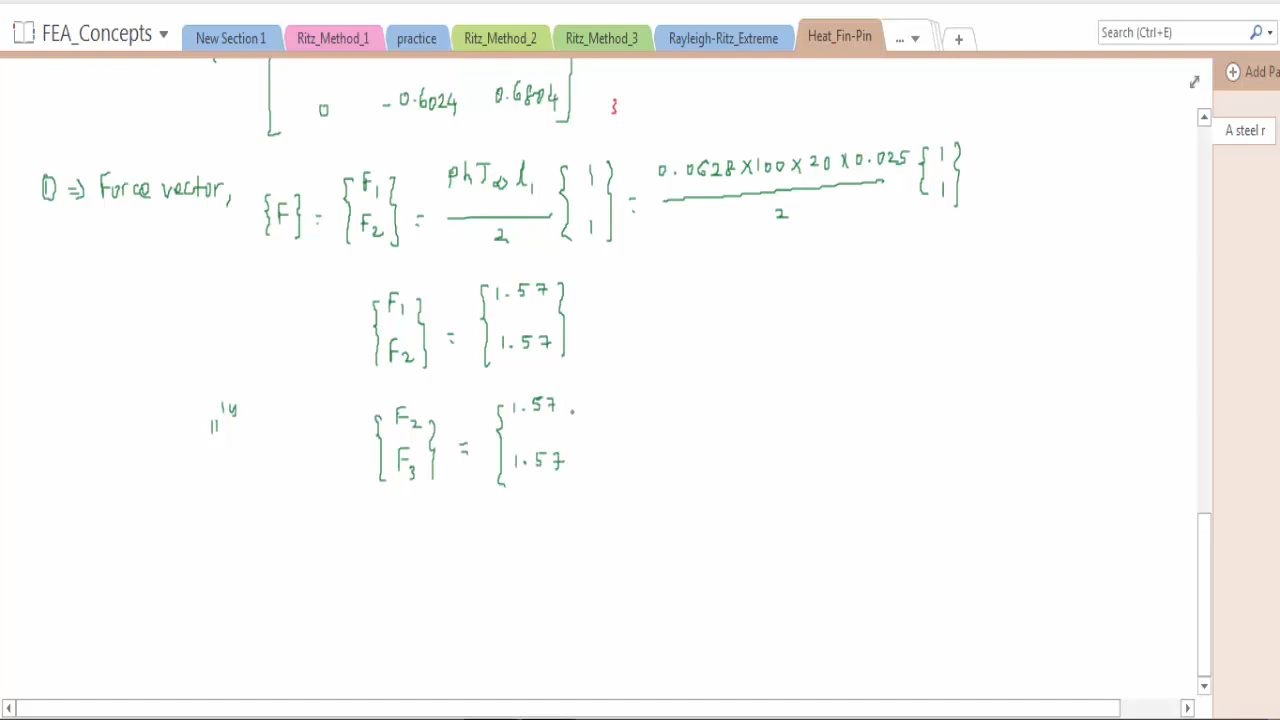 FEA_Concepts
New Section 1 Ritz_Method_1 practice Ritz_Method_2 Ritz_Method_3 Rayleigh-Ritz_Extreme Heat_Fin-Pin ... +
Search (Ctrl+E)
Add Pa
A steel r
0 -0.6024 0.6804 3
① => Force vector, {F} = {F1 F2} = phT∞ l1 / 2 {1 1} = 0.0628×100×20×0.025 / 2 {1 1}
{F1 F2} = {1.57 1.57}
||ly {F2 F3} = {1.57 1.57